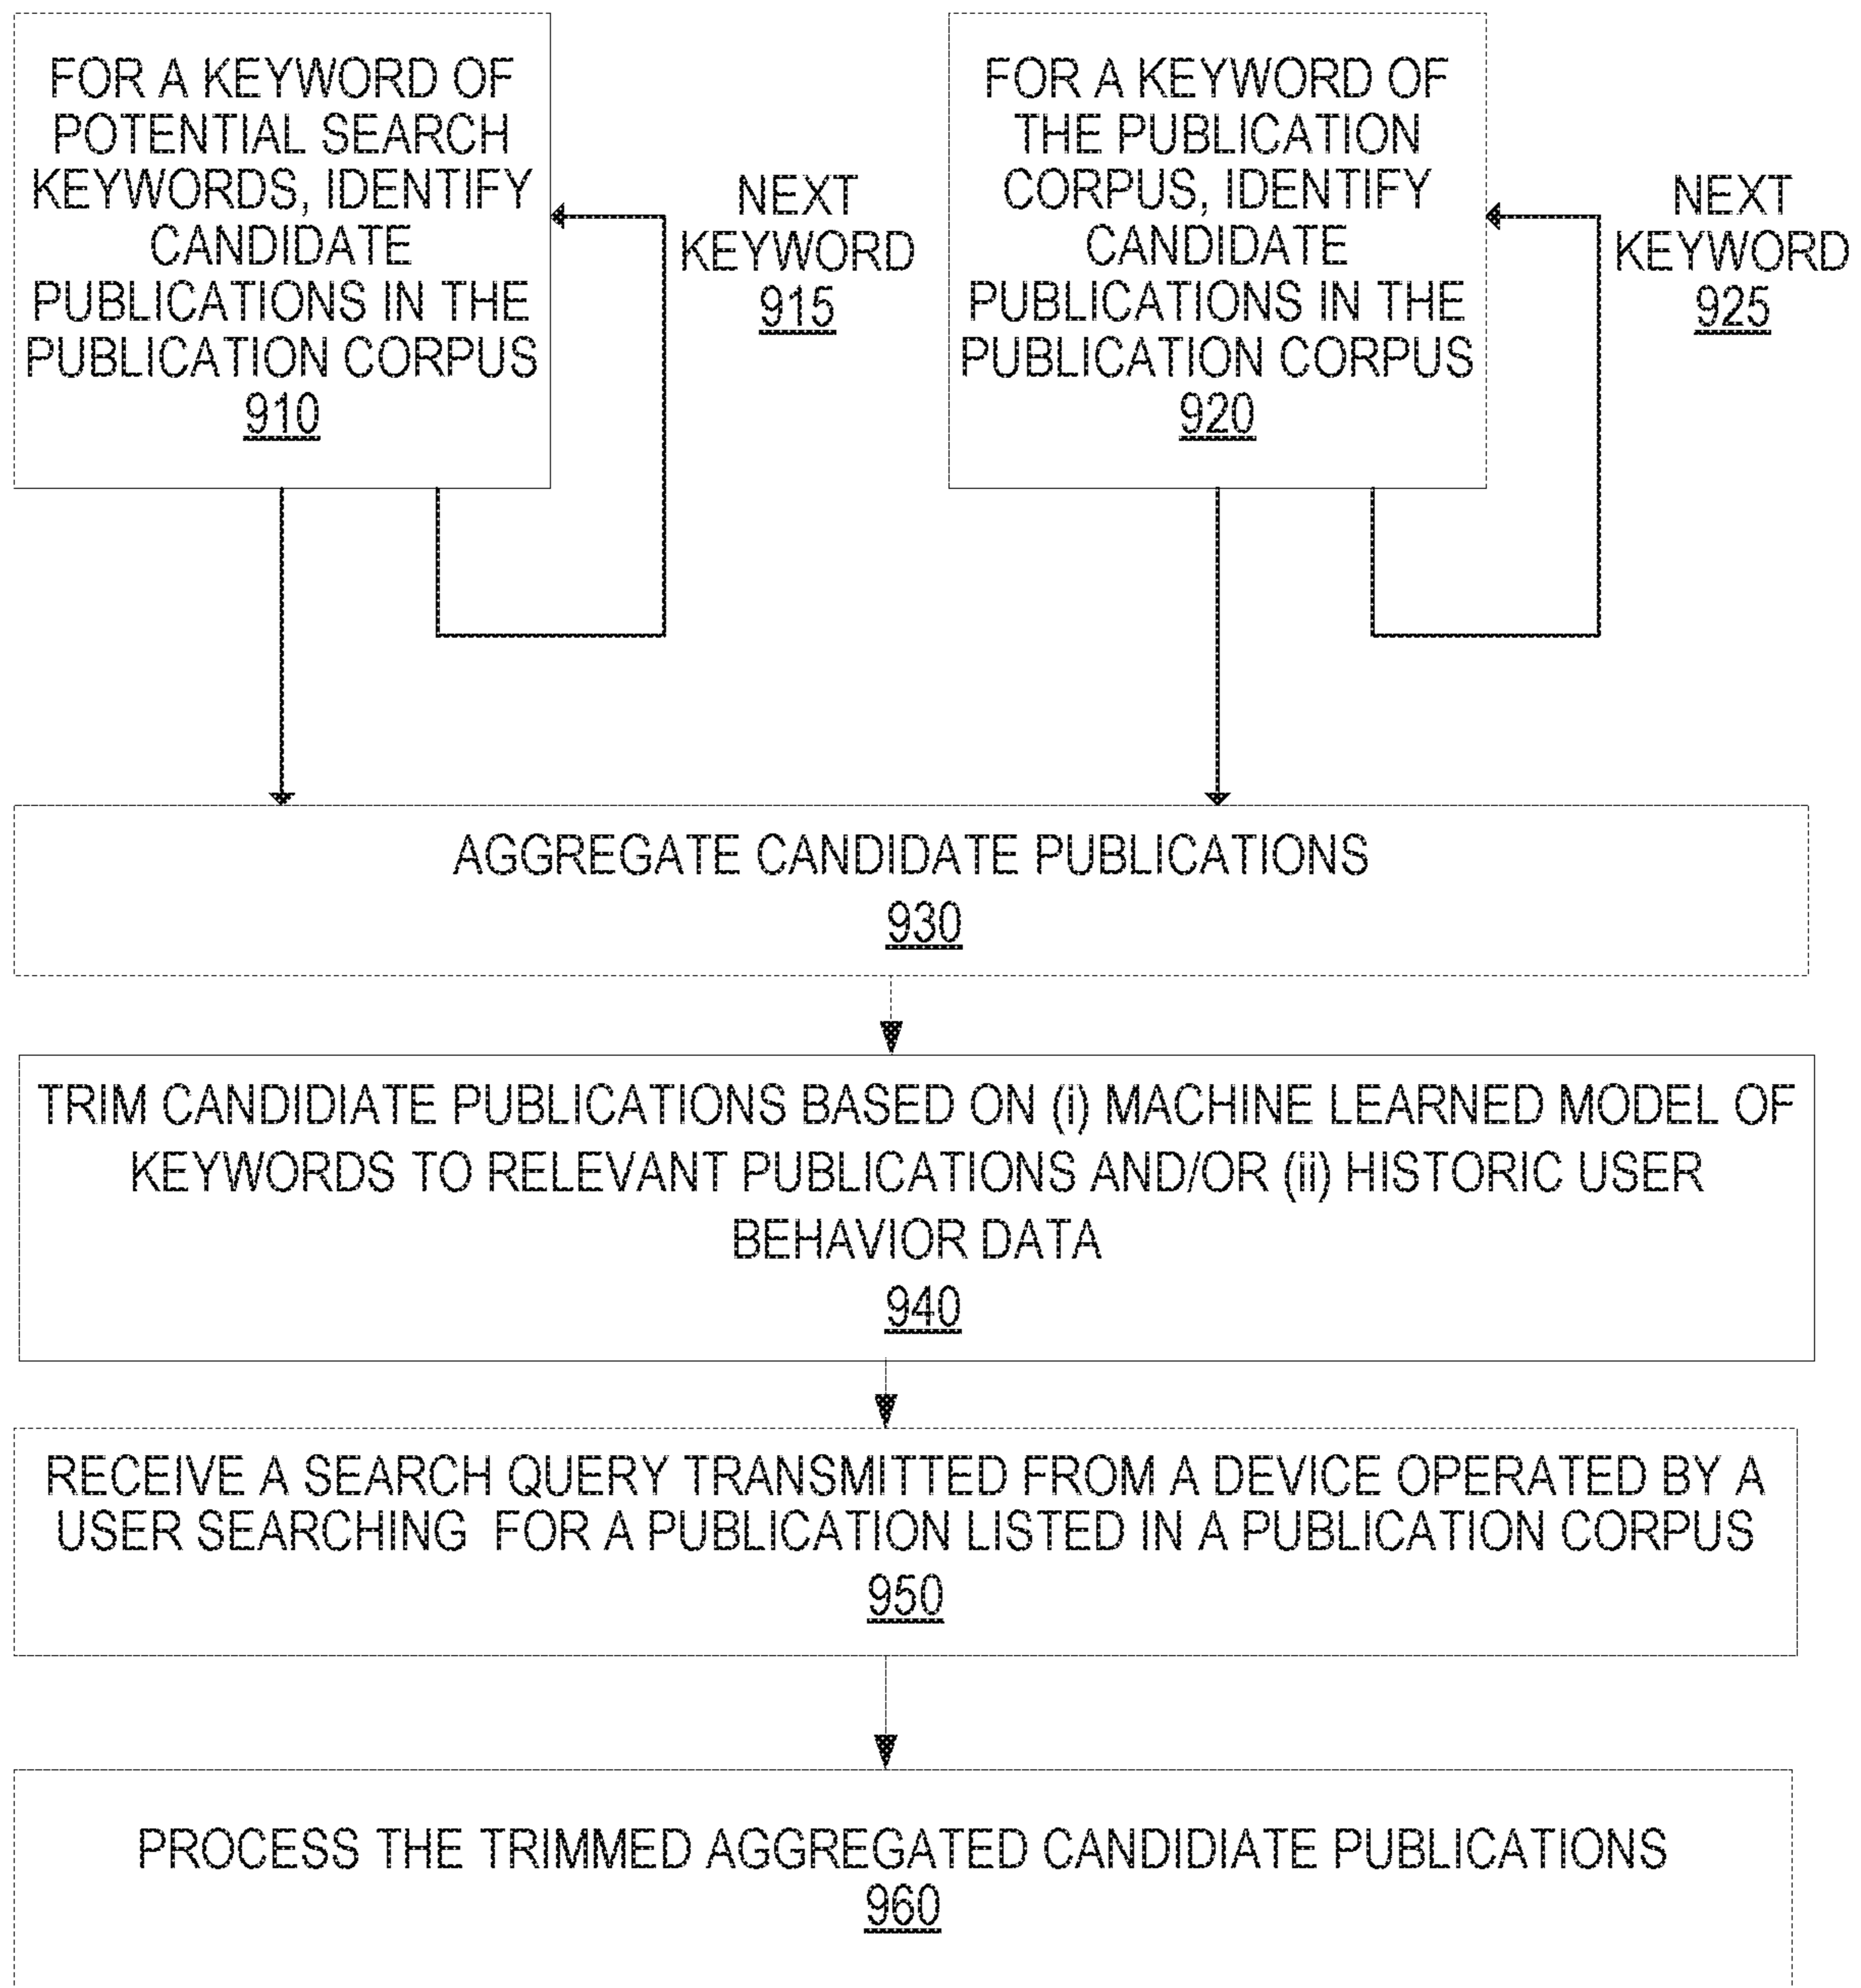 FOR A KEYWORD OF
POTENTIAL SEARCH
KEYWORDS, IDENTIFY
CANDIDATE
PUBLICATIONS IN THE
PUBLICATION CORPUS
910
NEXT
KEYWORD
915
FOR A KEYWORD OF
THE PUBLICATION
CORPUS, IDENTIFY
CANDIDATE
PUBLICATIONS IN THE
PUBLICATION CORPUS
920
NEXT
KEYWORD
925
AGGREGATE CANDIDATE PUBLICATIONS
930
TRIM CANDIDIATE PUBLICATIONS BASED ON (i) MACHINE LEARNED MODEL OF
KEYWORDS TO RELEVANT PUBLICATIONS AND/OR (ii) HISTORIC USER
BEHAVIOR DATA
940
RECEIVE A SEARCH QUERY TRANSMITTED FROM A DEVICE OPERATED BY A
USER SEARCHING FOR A PUBLICATION LISTED IN A PUBLICATION CORPUS
950
PROCESS THE TRIMMED AGGREGATED CANDIDIATE PUBLICATIONS
960